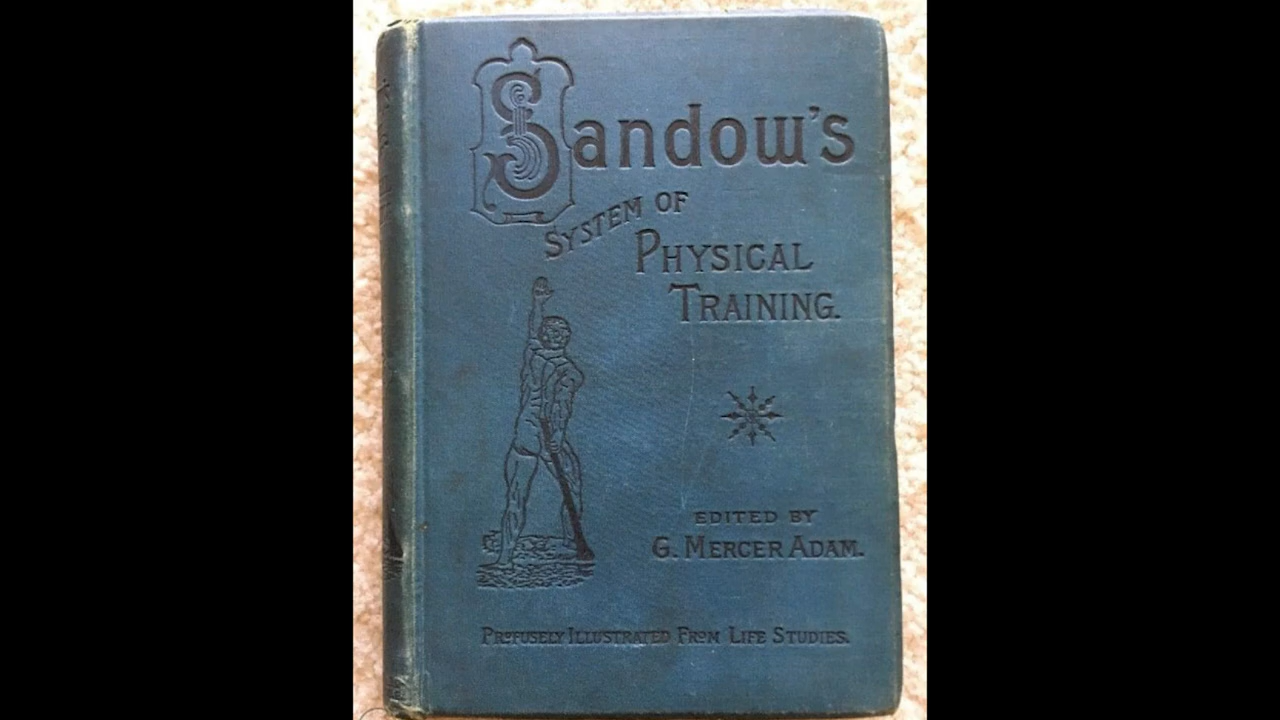 Sandow's
SYSTEM OF
PHYSICAL
TRAINING.
EDITED BY
G. MERCER ADAM.
PROFUSELY ILLUSTRATED FROM LIFE STUDIES.